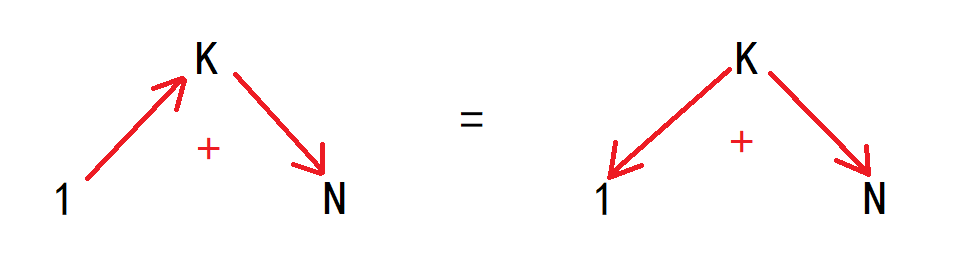 K = K
+ +
1 N 1 N